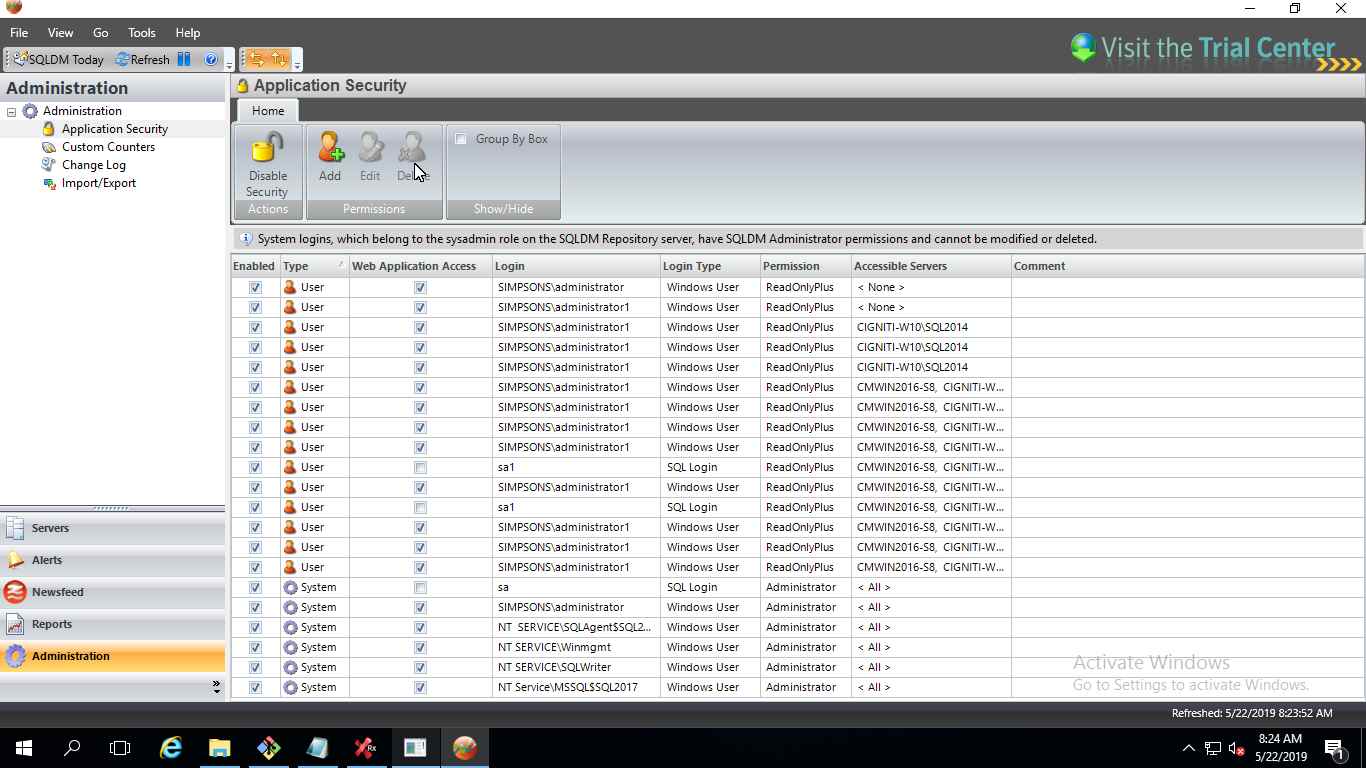 File View Go Tools Help
SQLDM Today Refresh
Visit the Trial Center
Administration
Administration
Application Security
Custom Counters
Change Log
Import/Export
Servers
Alerts
Newsfeed
Reports
Administration
Application Security
Home
Disable Security
Add Edit
Group By Box
Actions Permissions Show/Hide
System logins, which belong to the sysadmin role on the SQLDM Repository server, have SQLDM Administrator permissions and cannot be modified or deleted.
Enabled Type Web Application Access Login Login Type Permission Accessible Servers Comment
User SIMPSONS\administrator Windows User ReadOnlyPlus < None >
User SIMPSONS\administrator1 Windows User ReadOnlyPlus < None >
User SIMPSONS\administrator1 Windows User ReadOnlyPlus CIGNITI-W10\SQL2014
User SIMPSONS\administrator1 Windows User ReadOnlyPlus CIGNITI-W10\SQL2014
User SIMPSONS\administrator1 Windows User ReadOnlyPlus CIGNITI-W10\SQL2014
User SIMPSONS\administrator1 Windows User ReadOnlyPlus CMWIN2016-S8, CIGNITI-W...
User SIMPSONS\administrator1 Windows User ReadOnlyPlus CMWIN2016-S8, CIGNITI-W...
User SIMPSONS\administrator1 Windows User ReadOnlyPlus CMWIN2016-S8, CIGNITI-W...
User SIMPSONS\administrator1 Windows User ReadOnlyPlus CMWIN2016-S8, CIGNITI-W...
User sa1 SQL Login ReadOnlyPlus CMWIN2016-S8, CIGNITI-W...
User SIMPSONS\administrator1 Windows User ReadOnlyPlus CMWIN2016-S8, CIGNITI-W...
User sa1 SQL Login ReadOnlyPlus CMWIN2016-S8, CIGNITI-W...
User SIMPSONS\administrator1 Windows User ReadOnlyPlus CMWIN2016-S8, CIGNITI-W...
User SIMPSONS\administrator1 Windows User ReadOnlyPlus CMWIN2016-S8, CIGNITI-W...
User SIMPSONS\administrator1 Windows User ReadOnlyPlus CMWIN2016-S8, CIGNITI-W...
System sa SQL Login Administrator < All >
System SIMPSONS\administrator Windows User Administrator < All >
System NT SERVICE\SQLAgent$SQL2... Windows User Administrator < All >
System NT SERVICE\Winmgmt Windows User Administrator < All >
System NT SERVICE\SQLWriter Windows User Administrator < All >
System NT Service\MSSQL$SQL2017 Windows User Administrator < All >
Activate Windows
Go to Settings to activate Windows.
Refreshed: 5/22/2019 8:23:52 AM
Rx
8:24 AM
5/22/2019
1